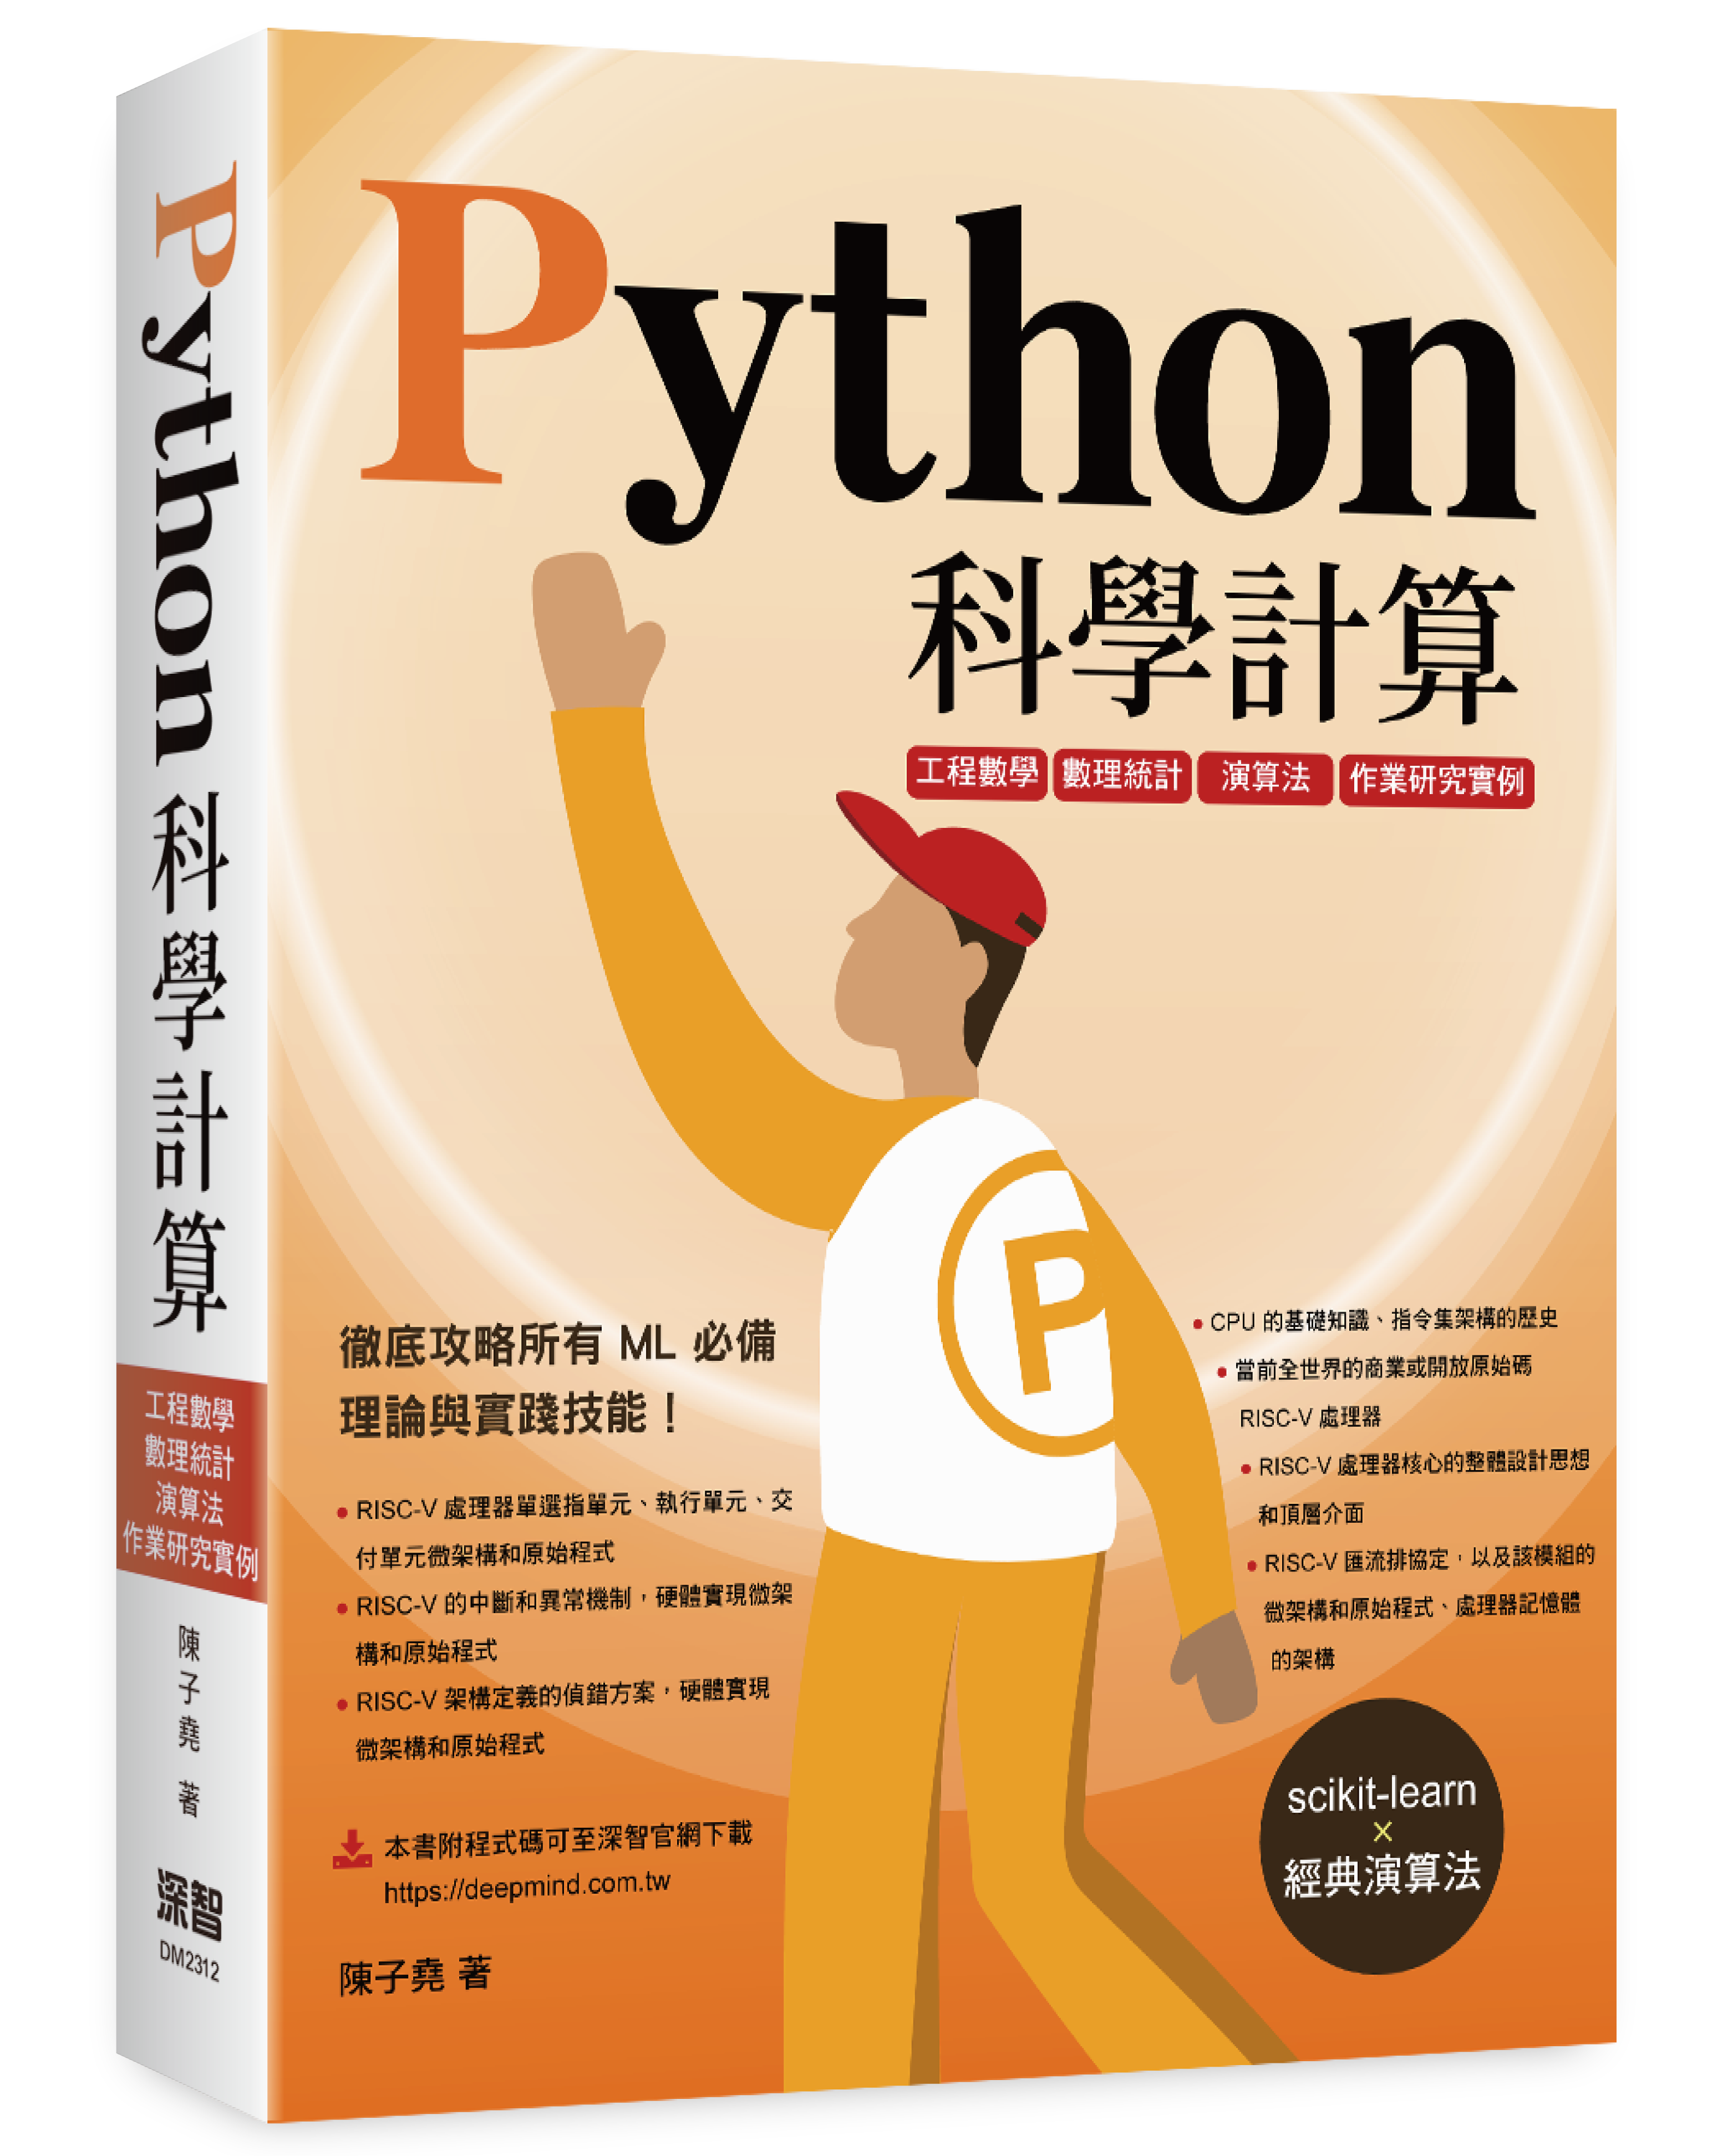 Python
科學計算
工程數學 數理統計 演算法 作業研究實例
徹底攻略所有 ML 必備
理論與實踐技能！
• RISC-V 處理器單選指單元、執行單元、交
付單元微架構和原始程式
• RISC-V 的中斷和異常機制，硬體實現微架
構和原始程式
• RISC-V 架構定義的偵錯方案，硬體實現
微架構和原始程式
本書附程式碼可至深智官網下載
https://deepmind.com.tw
陳子堯 著
• CPU 的基礎知識、指令集架構的歷史
• 當前全世界的商業或開放原始碼
RISC-V 處理器
• RISC-V 處理器核心的整體設計思想
和頂層介面
• RISC-V 匯流排協定，以及該模組的
微架構和原始程式、處理器記憶體
的架構
scikit-learn
×
經典演算法
P
Python 科學計算
工程數學
數理統計
演算法
作業研究實例
陳子堯 著
深智
DM2312